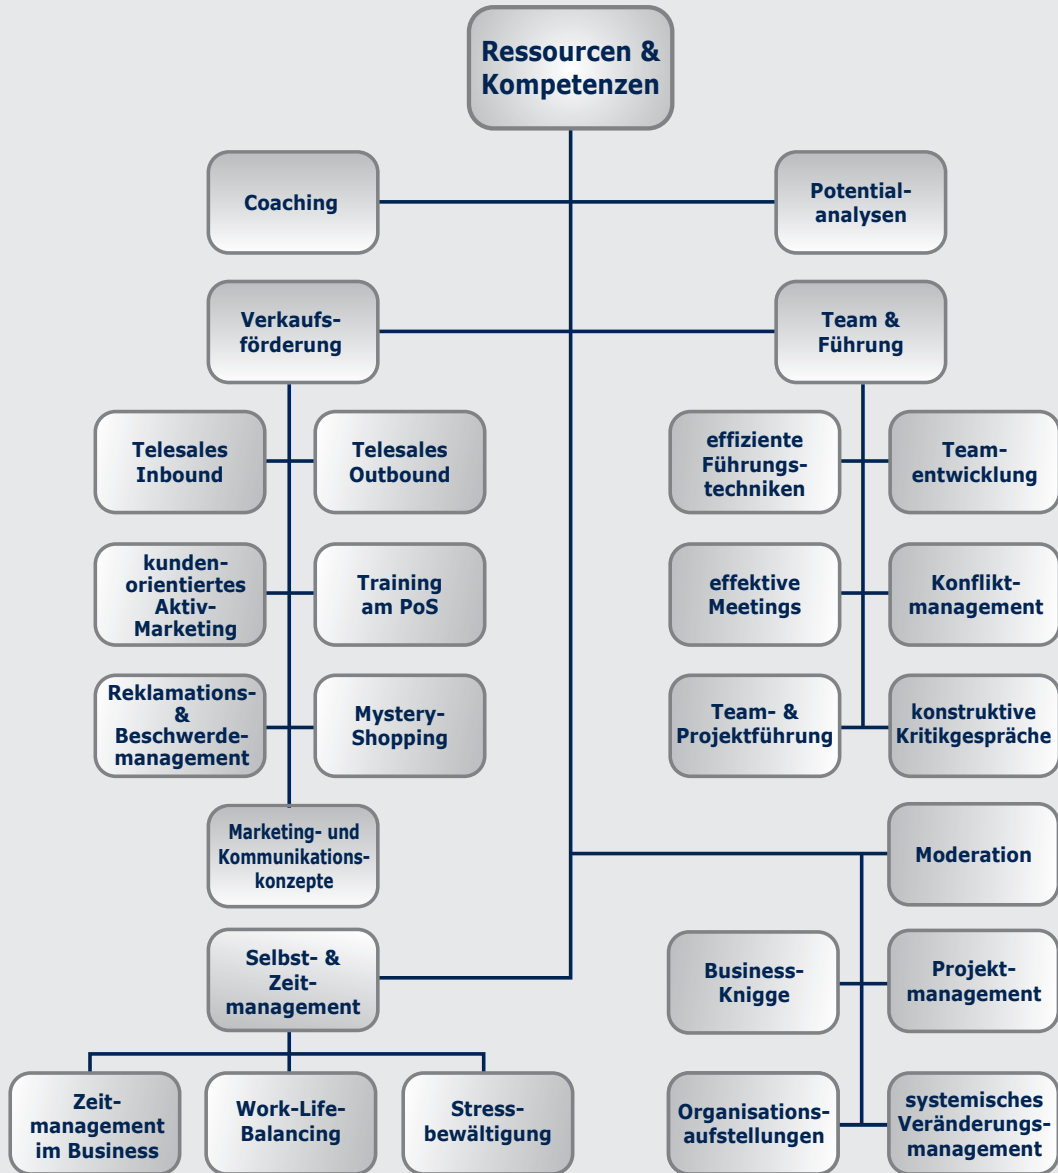 Ressourcen &
Kompetenzen
Coaching
Potential-
analysen
Verkaufs-
förderung
Team &
Führung
Telesales
Inbound
Telesales
Outbound
effiziente
Führungs-
techniken
Team-
entwicklung
kunden-
orientiertes
Aktiv-
Marketing
Training
am PoS
effektive
Meetings
Konflikt-
management
Reklamations-
&
Beschwerde-
management
Mystery-
Shopping
Team- &
Projektführung
konstruktive
Kritikgespräche
Marketing- und
Kommunikations-
konzepte
Moderation
Selbst- &
Zeit-
management
Business-
Knigge
Projekt-
management
Zeit-
management
im Business
Work-Life-
Balancing
Stress-
bewältigung
Organisations-
aufstellungen
systemisches
Veränderungs-
management